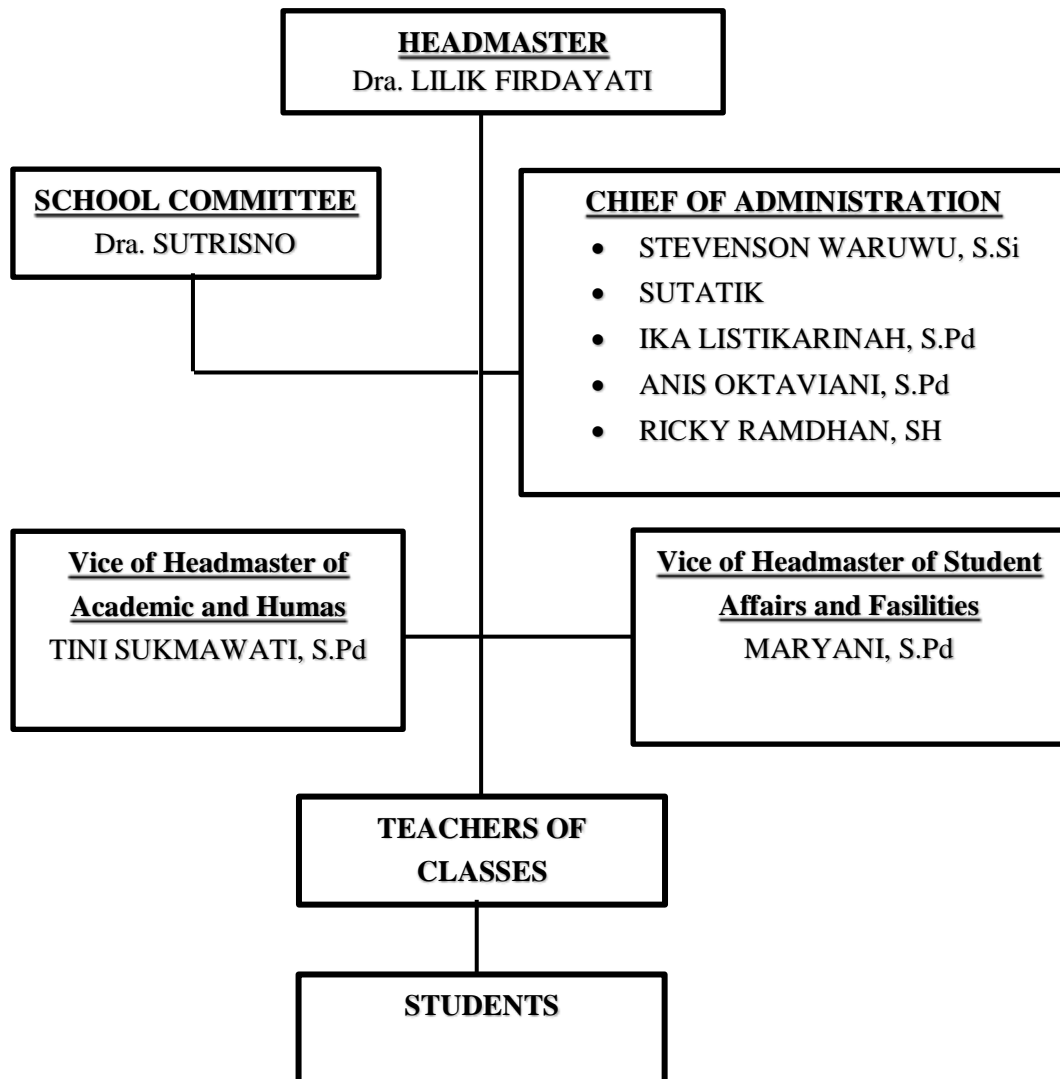 HEADMASTER
Dra. LILIK FIRDAYATI
SCHOOL COMMITTEE
Dra. SUTRISNO
CHIEF OF ADMINISTRATION
• STEVENSON WARUWU, S.Si
• SUTATIK
• IKA LISTIKARINAH, S.Pd
• ANIS OKTAVIANI, S.Pd
• RICKY RAMDHAN, SH
Vice of Headmaster of
Academic and Humas
TINI SUKMAWATI, S.Pd
Vice of Headmaster of Student
Affairs and Fasilities
MARYANI, S.Pd
TEACHERS OF
CLASSES
STUDENTS